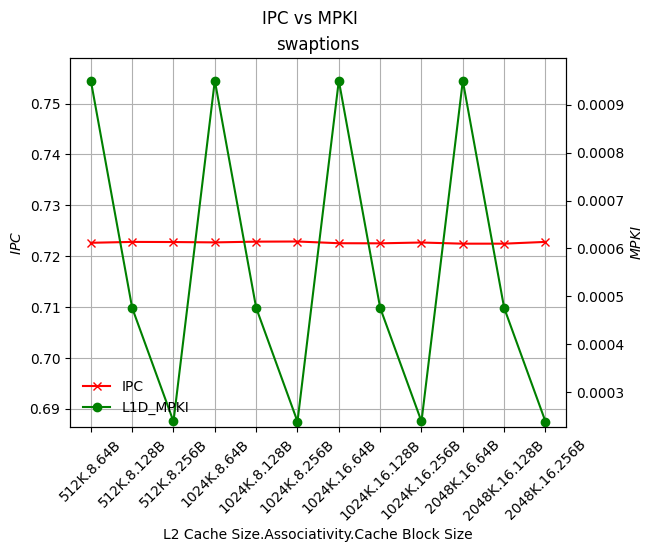 IPC vs MPKI
swaptions
0.75
0.74
0.73
0.72
0.71
0.70
0.69
IPC
0.0009
0.0008
0.0007
0.0006
0.0005
0.0004
0.0003
MPKI
IPC
L1D_MPKI
512K.8.64B
512K.8.128B
512K.8.256B
1024K.8.64B
1024K.8.128B
1024K.8.256B
1024K.16.64B
1024K.16.128B
1024K.16.256B
2048K.16.64B
2048K.16.128B
2048K.16.256B
L2 Cache Size.Associativity.Cache Block Size